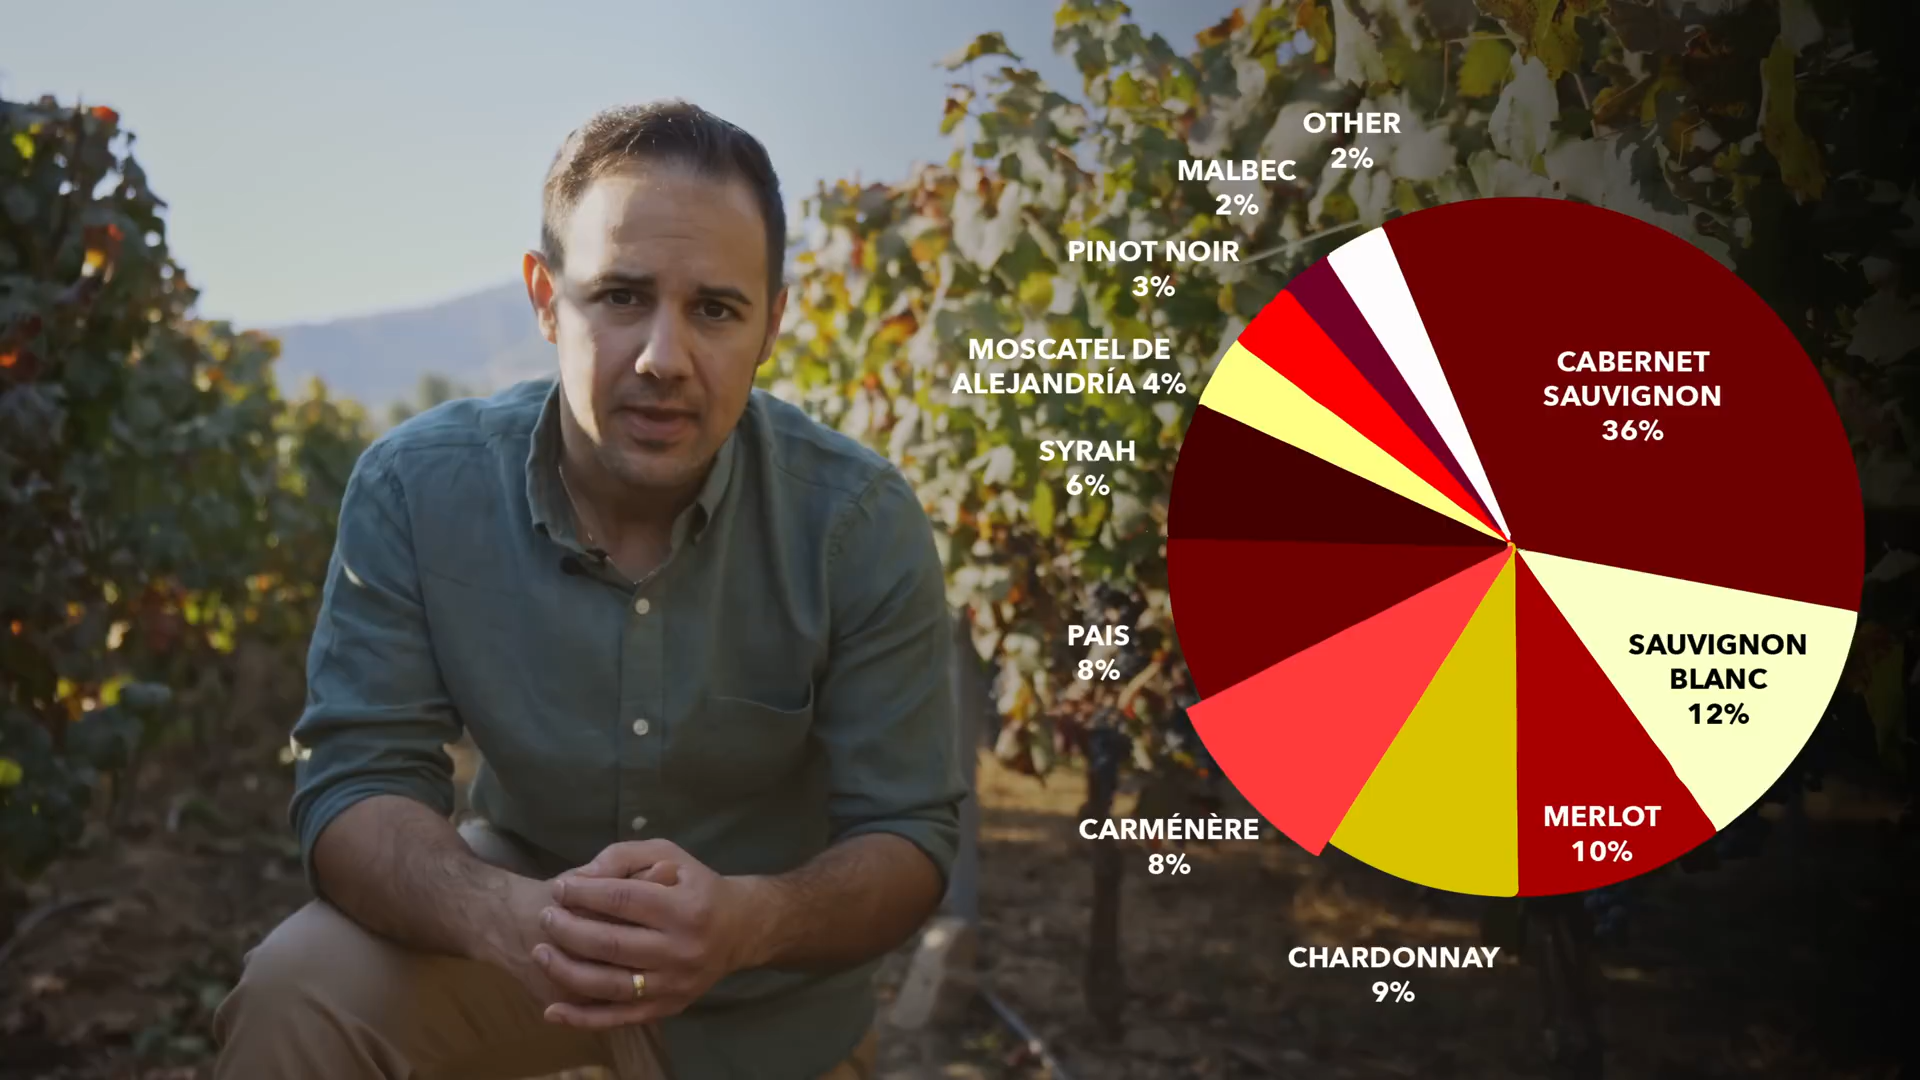 OTHER
2%
MALBEC
2%
PINOT NOIR
3%
MOSCATEL DE
ALEJANDRÍA 4%
SYRAH
6%
PAIS
8%
CARMÉNÈRE
8%
CHARDONNAY
9%
MERLOT
10%
SAUVIGNON
BLANC
12%
CABERNET
SAUVIGNON
36%